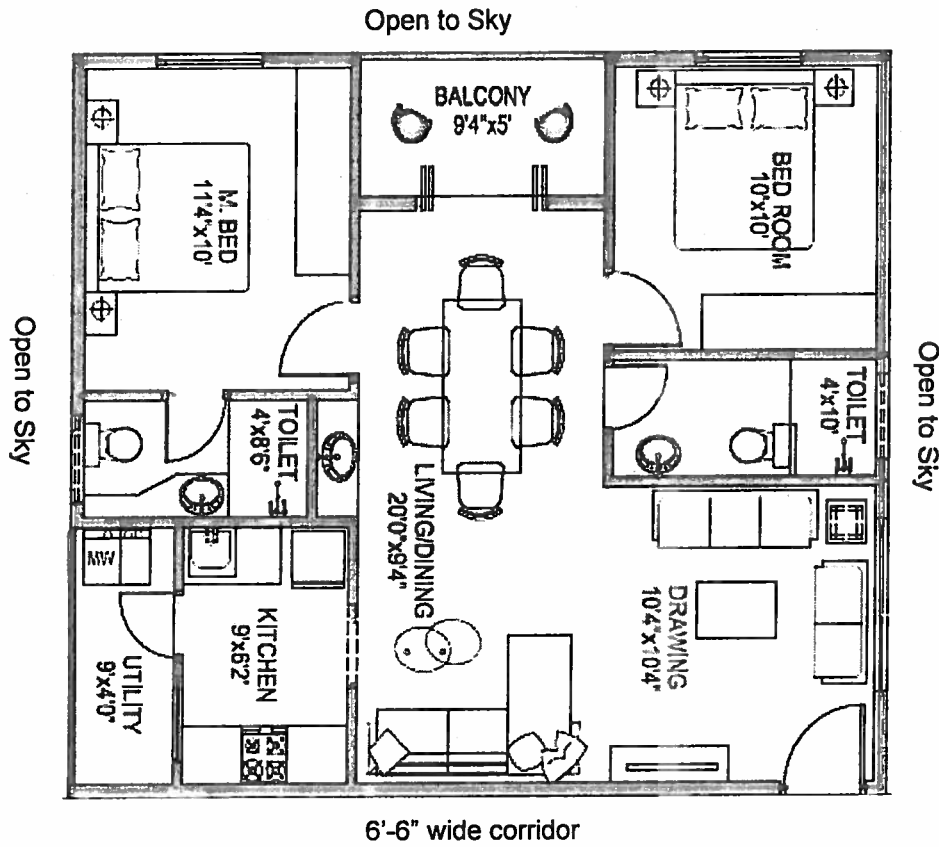 Open to Sky
BALCONY
9'4"x5'
M. BED
11'4"x10'
BED ROOM
10'x10'
Open to Sky
Open to Sky
TOILET
4'x8'6"
TOILET
4'x10'
LIVING/DINING
20'0"x9'4"
DRAWING
10'4"x10'4"
MW
KITCHEN
9'x6'2"
UTILITY
9'x4'0"
6'-6" wide corridor